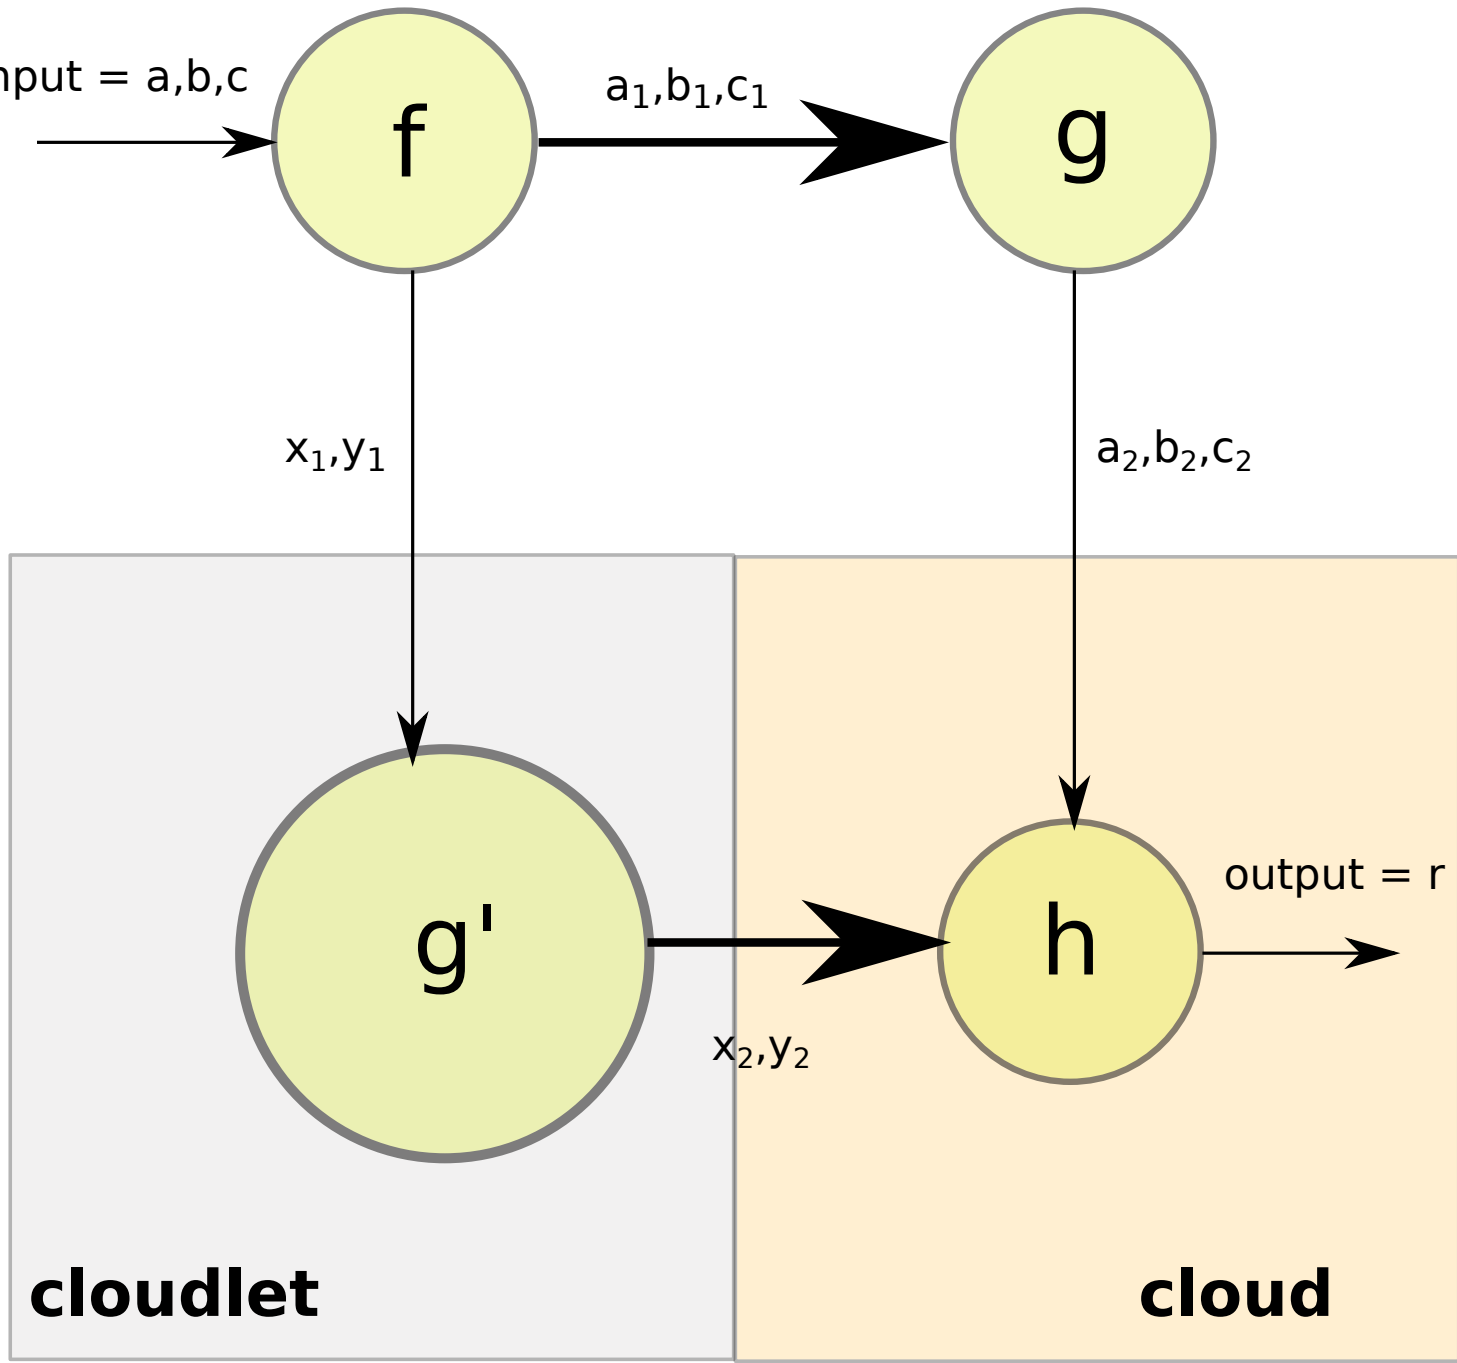 nput = a,b,c
a₁,b₁,c₁
f
g
x₁,y₁
a₂,b₂,c₂
g'
h
output = r
x₂,y₂
cloudlet
cloud